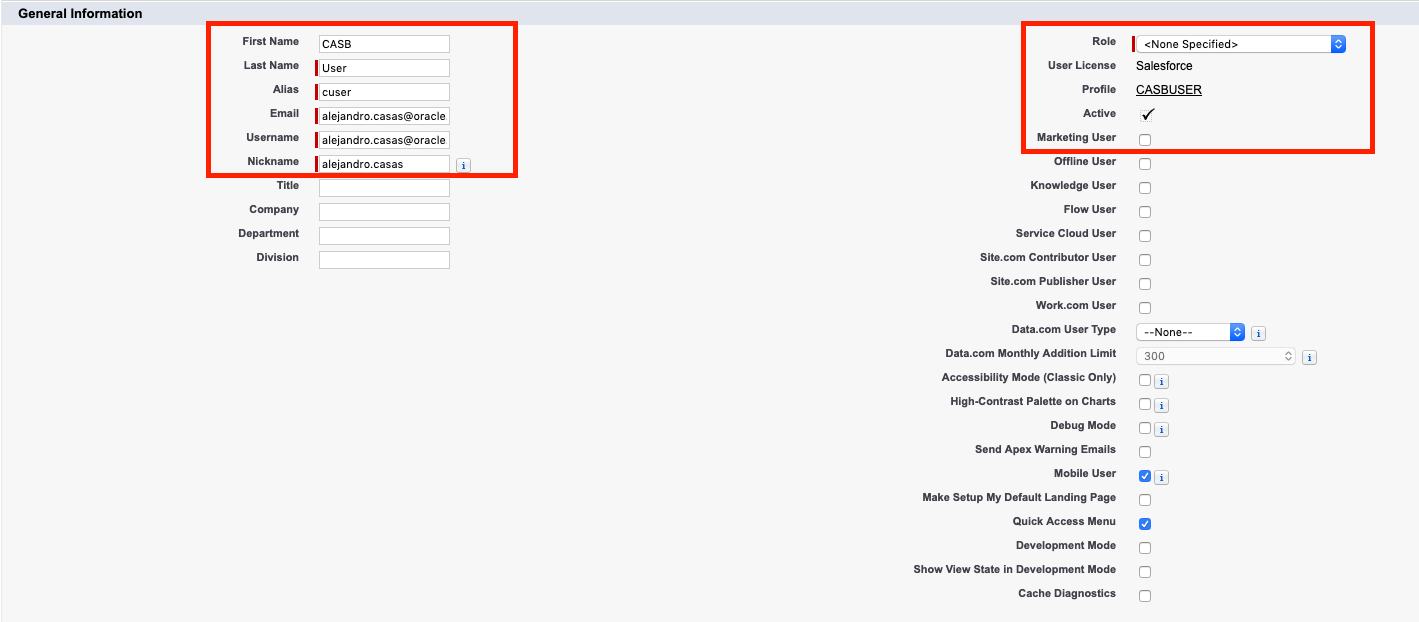 General Information
First Name CASB
Last Name User
Alias cuser
Email alejandro.casas@oracle
Username alejandro.casas@oracle
Nickname alejandro.casas i
Title
Company
Department
Division
Role <None Specified>
User License Salesforce
Profile CASBUSER
Active
Marketing User
Offline User
Knowledge User
Flow User
Service Cloud User
Site.com Contributor User
Site.com Publisher User
Work.com User
Data.com User Type --None-- i
Data.com Monthly Addition Limit 300 i
Accessibility Mode (Classic Only) i
High-Contrast Palette on Charts i
Debug Mode i
Send Apex Warning Emails
Mobile User i
Make Setup My Default Landing Page
Quick Access Menu
Development Mode
Show View State in Development Mode
Cache Diagnostics